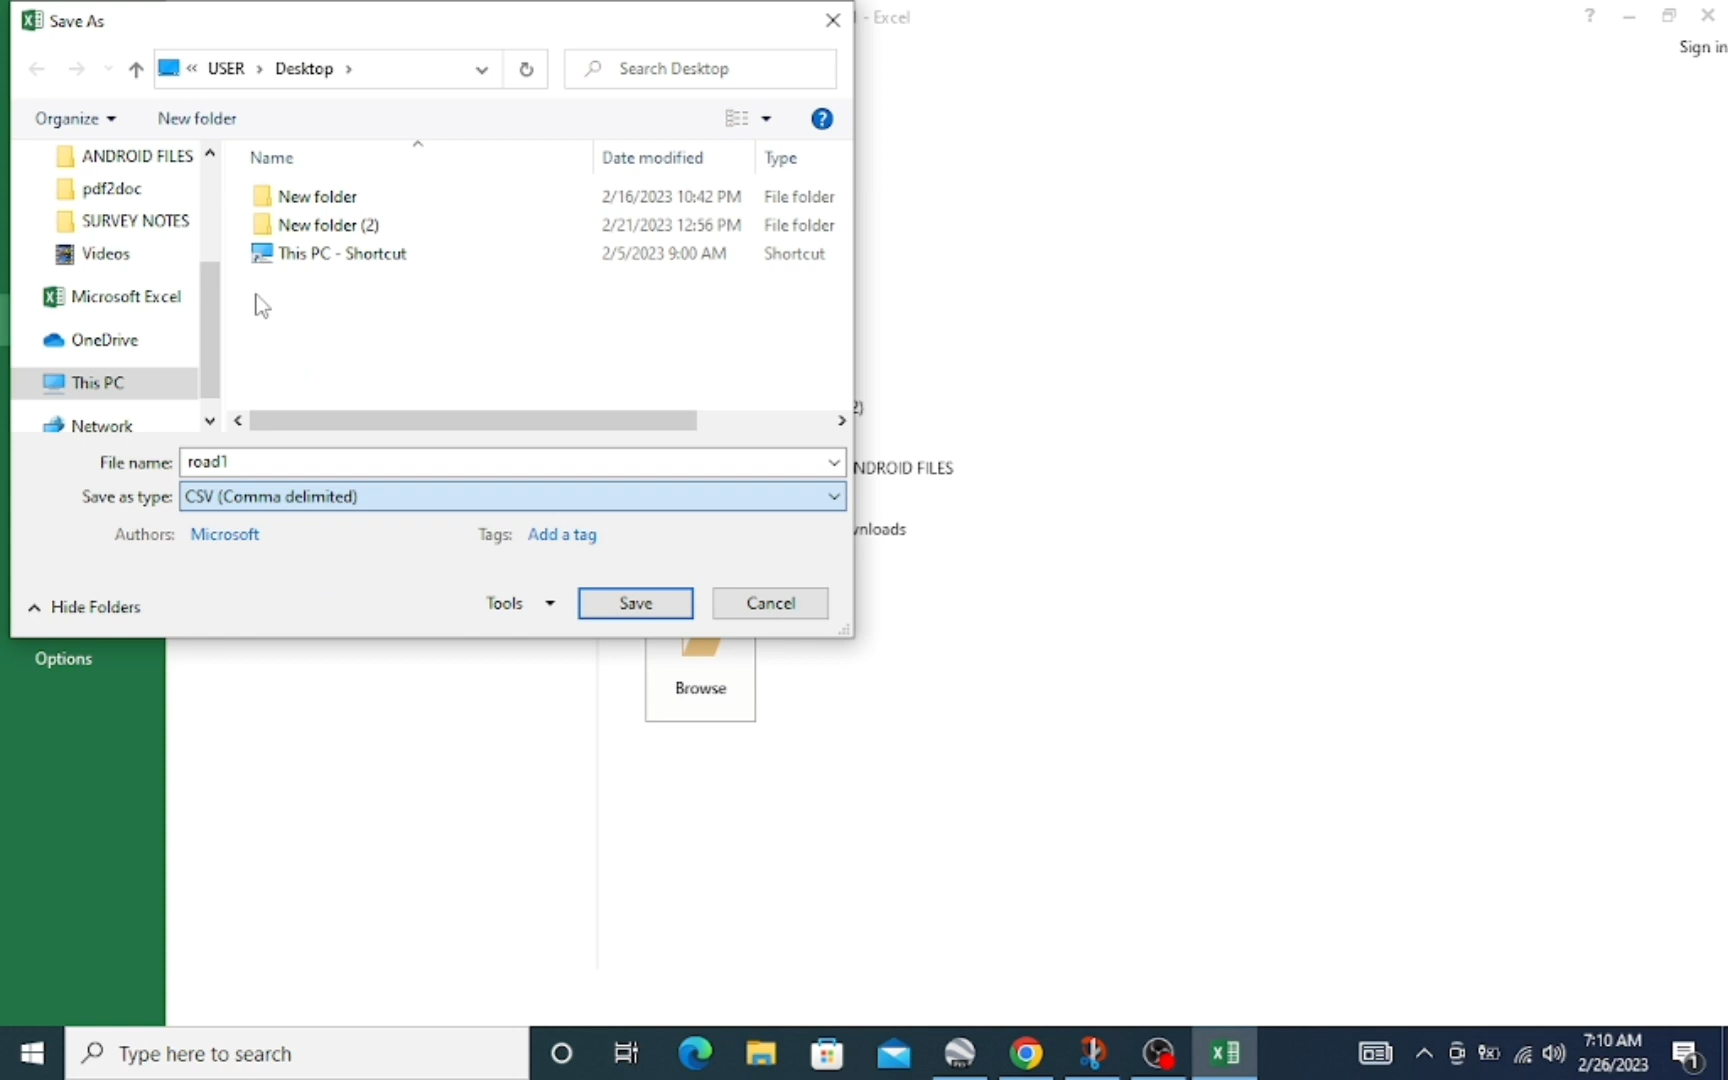 Save As
- Excel
Sign in
« USER › Desktop ›
Search Desktop
Organize
New folder
ANDROID FILES
pdf2doc
SURVEY NOTES
Videos
Microsoft Excel
OneDrive
This PC
Network
Name Date modified Type
New folder 2/16/2023 10:42 PM File folder
New folder (2) 2/21/2023 12:56 PM File folder
This PC - Shortcut 2/5/2023 9:00 AM Shortcut
2)
NDROID FILES
wnloads
File name: road1
Save as type: CSV (Comma delimited)
Authors: Microsoft Tags: Add a tag
Hide Folders
Tools
Save
Cancel
Options
Browse
Type here to search
7:10 AM
2/26/2023
1